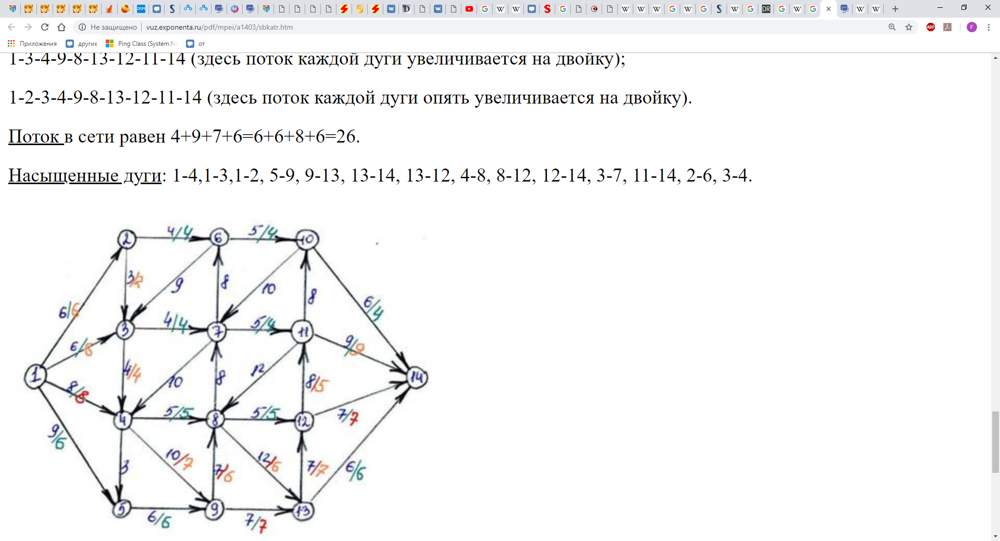 Не защищено vuz.exponenta.ru/pdf/mpei/a1403/sbkatr.htm
Приложения других Ping Class (System.Ne от
1-3-4-9-8-13-12-11-14 (здесь поток каждой дуги увеличивается на двойку);
1-2-3-4-9-8-13-12-11-14 (здесь поток каждой дуги опять увеличивается на двойку).
Поток в сети равен 4+9+7+6=6+6+8+6=26.
Насыщенные дуги: 1-4,1-3,1-2, 5-9, 9-13, 13-14, 13-12, 4-8, 8-12, 12-14, 3-7, 11-14, 2-6, 3-4.
2 4/4 6 5/4 10
3/2 9 8 10 8
6/6 6/4
3 4/4 7 5/4 11
6/6 9/9
1 4/4 10 8 12 8/5 14
8/8
4 5/5 8 5/5 12 7/7
9/6
3 10/7 7/6 12/6 7/7 6/6
5 6/6 9 7/7 13